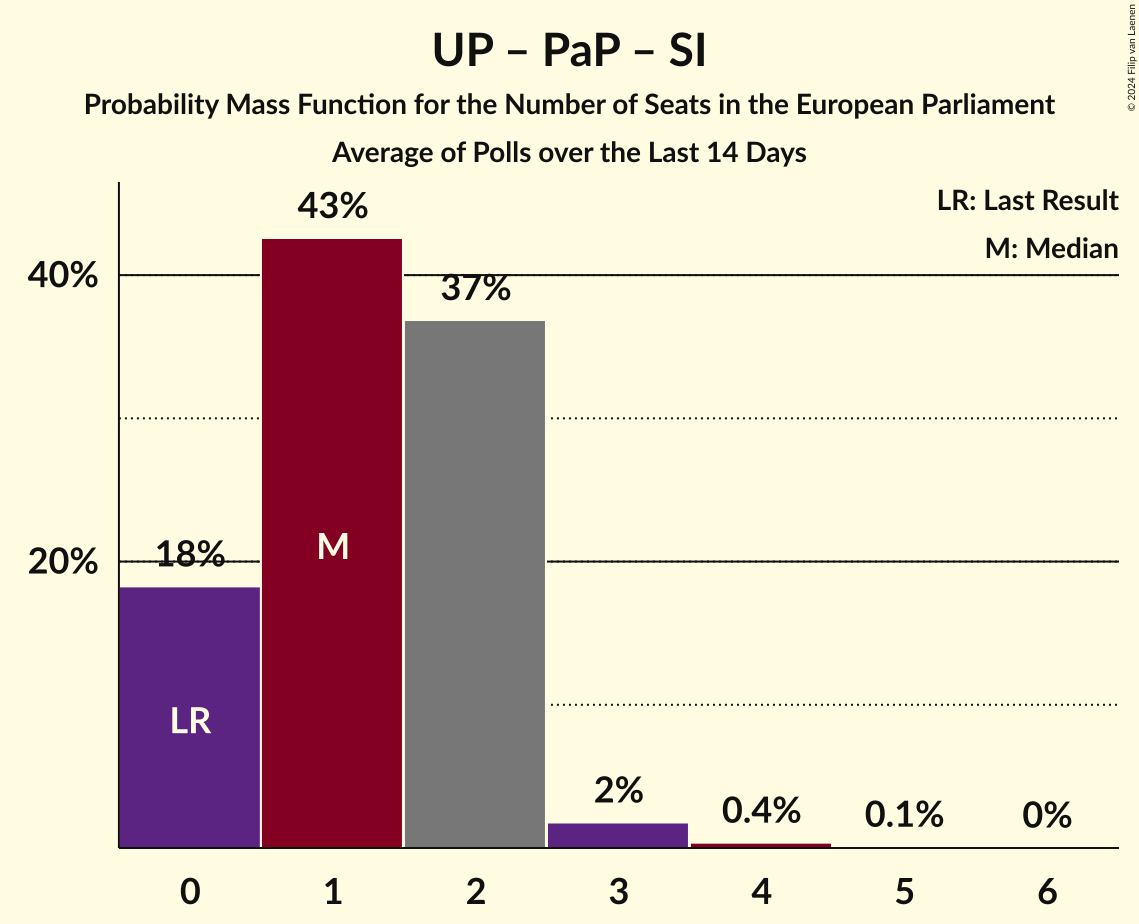 UP – PaP – SI
Probability Mass Function for the Number of Seats in the European Parliament
Average of Polls over the Last 14 Days
© 2024 Filip van Laenen
LR: Last Result
M: Median
43%
40%
37%
20%
18%
M
LR
2%
0.4%
0.1%
0%
0 1 2 3 4 5 6